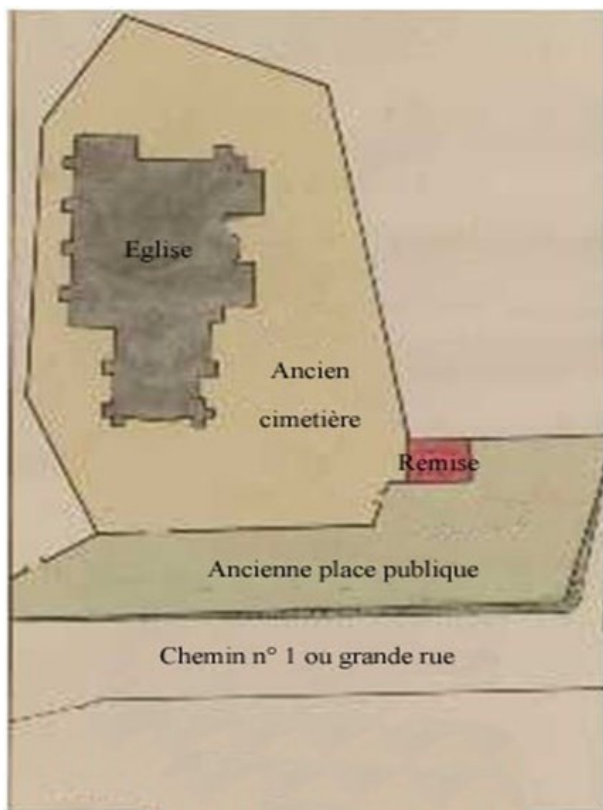 Eglise
Ancien
cimetière
Remise
Ancienne place publique
Chemin n° 1 ou grande rue